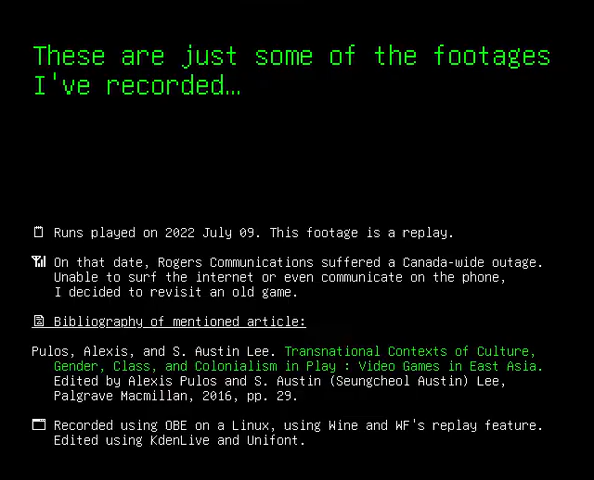 These are just some of the footages
I've recorded…
Runs played on 2022 July 09. This footage is a replay.
On that date, Rogers Communications suffered a Canada-wide outage.
Unable to surf the internet or even communicate on the phone,
I decided to revisit an old game.
Bibliography of mentioned article:
Pulos, Alexis, and S. Austin Lee. Transnational Contexts of Culture,
Gender, Class, and Colonialism in Play : Video Games in East Asia.
Edited by Alexis Pulos and S. Austin (Seungcheol Austin) Lee,
Palgrave Macmillan, 2016, pp. 29.
Recorded using OBE on a Linux, using Wine and WF's replay feature.
Edited using KdenLive and Unifont.